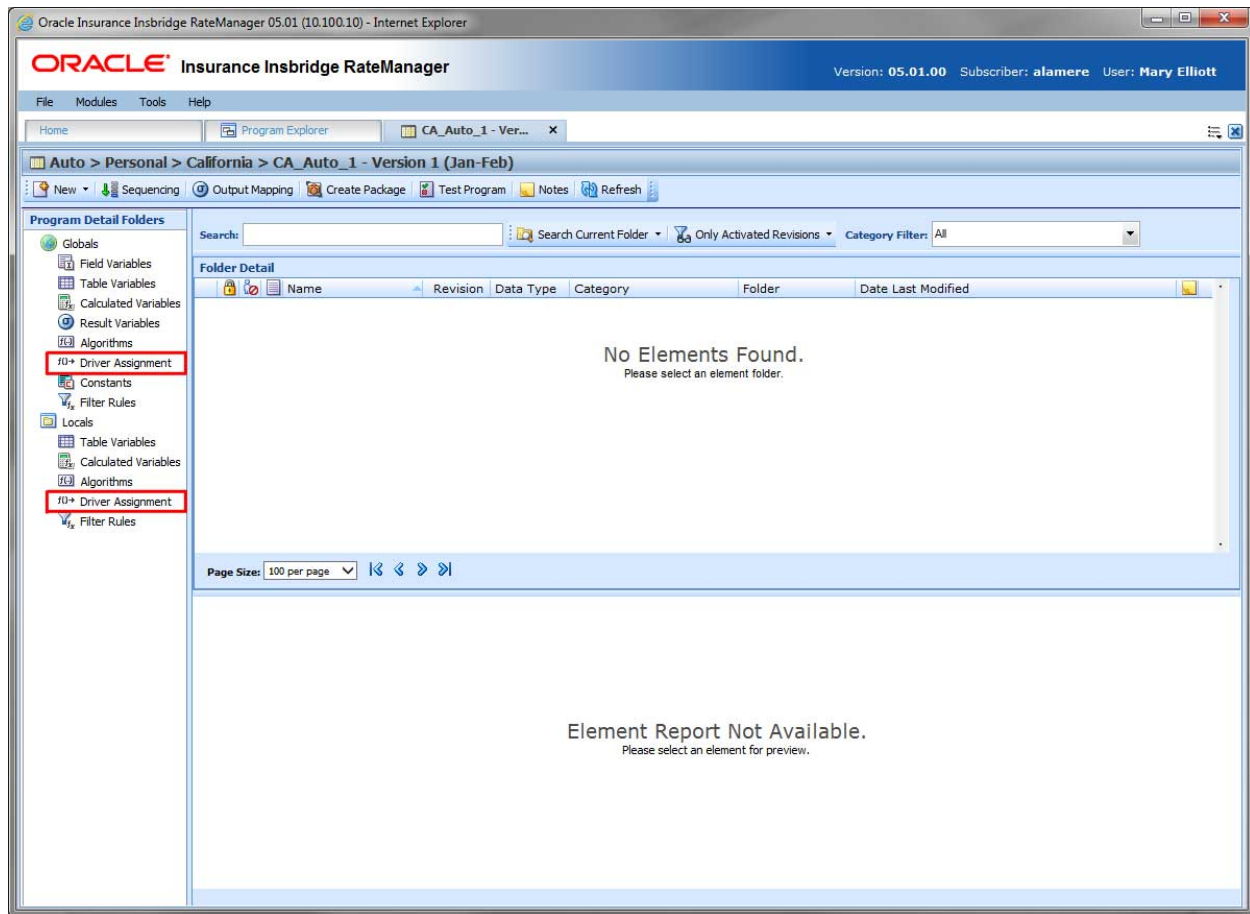 Oracle Insurance Insbridge RateManager 05.01 (10.100.10) - Internet Explorer
ORACLE Insurance Insbridge RateManager
Version: 05.01.00 Subscriber: alamere User: Mary Elliott
File Modules Tools Help
Home Program Explorer CA_Auto_1 - Ver...
Auto > Personal > California > CA_Auto_1 - Version 1 (Jan-Feb)
New Sequencing Output Mapping Create Package Test Program Notes Refresh
Program Detail Folders
Globals
Field Variables
Table Variables
Calculated Variables
Result Variables
Algorithms
Driver Assignment
Constants
Filter Rules
Locals
Table Variables
Calculated Variables
Algorithms
Driver Assignment
Filter Rules
Search: Search Current Folder Only Activated Revisions Category Filter: All
Folder Detail
Name Revision Data Type Category Folder Date Last Modified
No Elements Found.
Please select an element folder.
Page Size: 100 per page
Element Report Not Available.
Please select an element for preview.